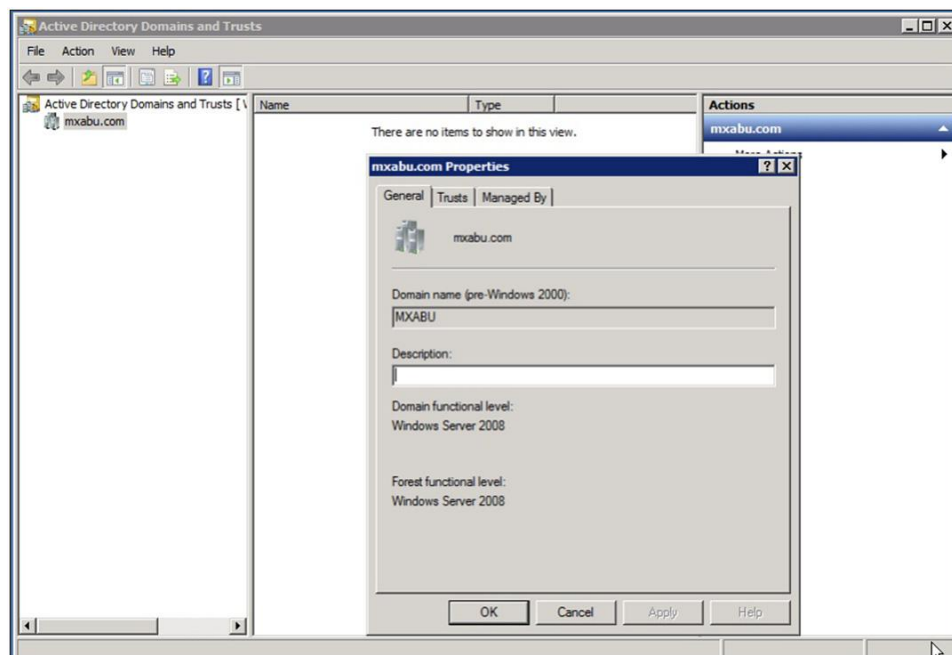 Active Directory Domains and Trusts
File Action View Help
Active Directory Domains and Trusts [
mxabu.com
Name Type
There are no items to show in this view.
Actions
mxabu.com
More Actions
mxabu.com Properties
General Trusts Managed By
mxabu.com
Domain name (pre-Windows 2000):
MXABU
Description:
Domain functional level:
Windows Server 2008
Forest functional level:
Windows Server 2008
OK Cancel Apply Help